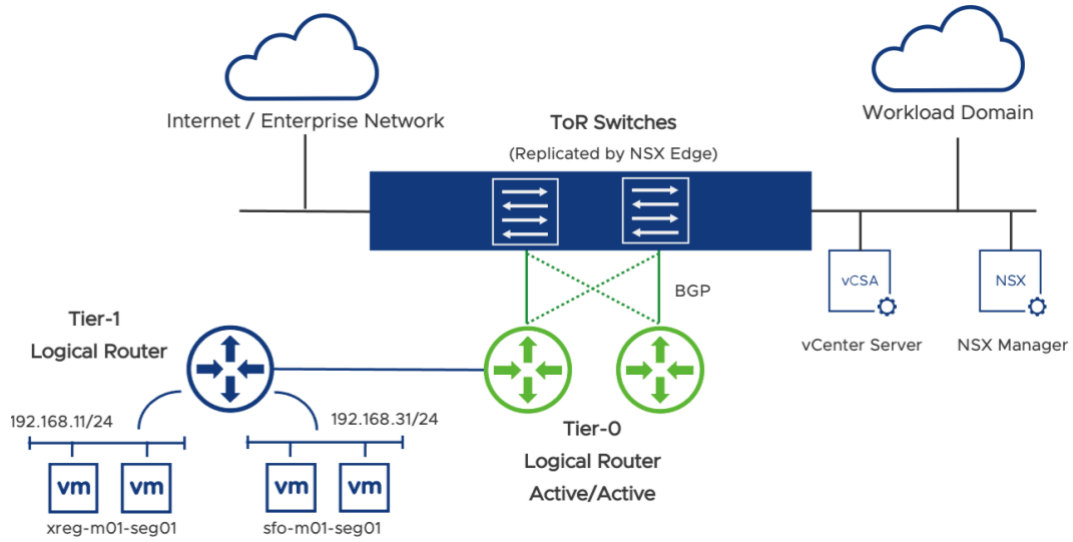 Internet / Enterprise Network
ToR Switches
(Replicated by NSX Edge)
Workload Domain
BGP
vCSA
NSX
vCenter Server
NSX Manager
Tier-1
Logical Router
192.168.11/24
192.168.31/24
vm
vm
vm
vm
xreg-m01-seg01
sfo-m01-seg01
Tier-0
Logical Router
Active/Active